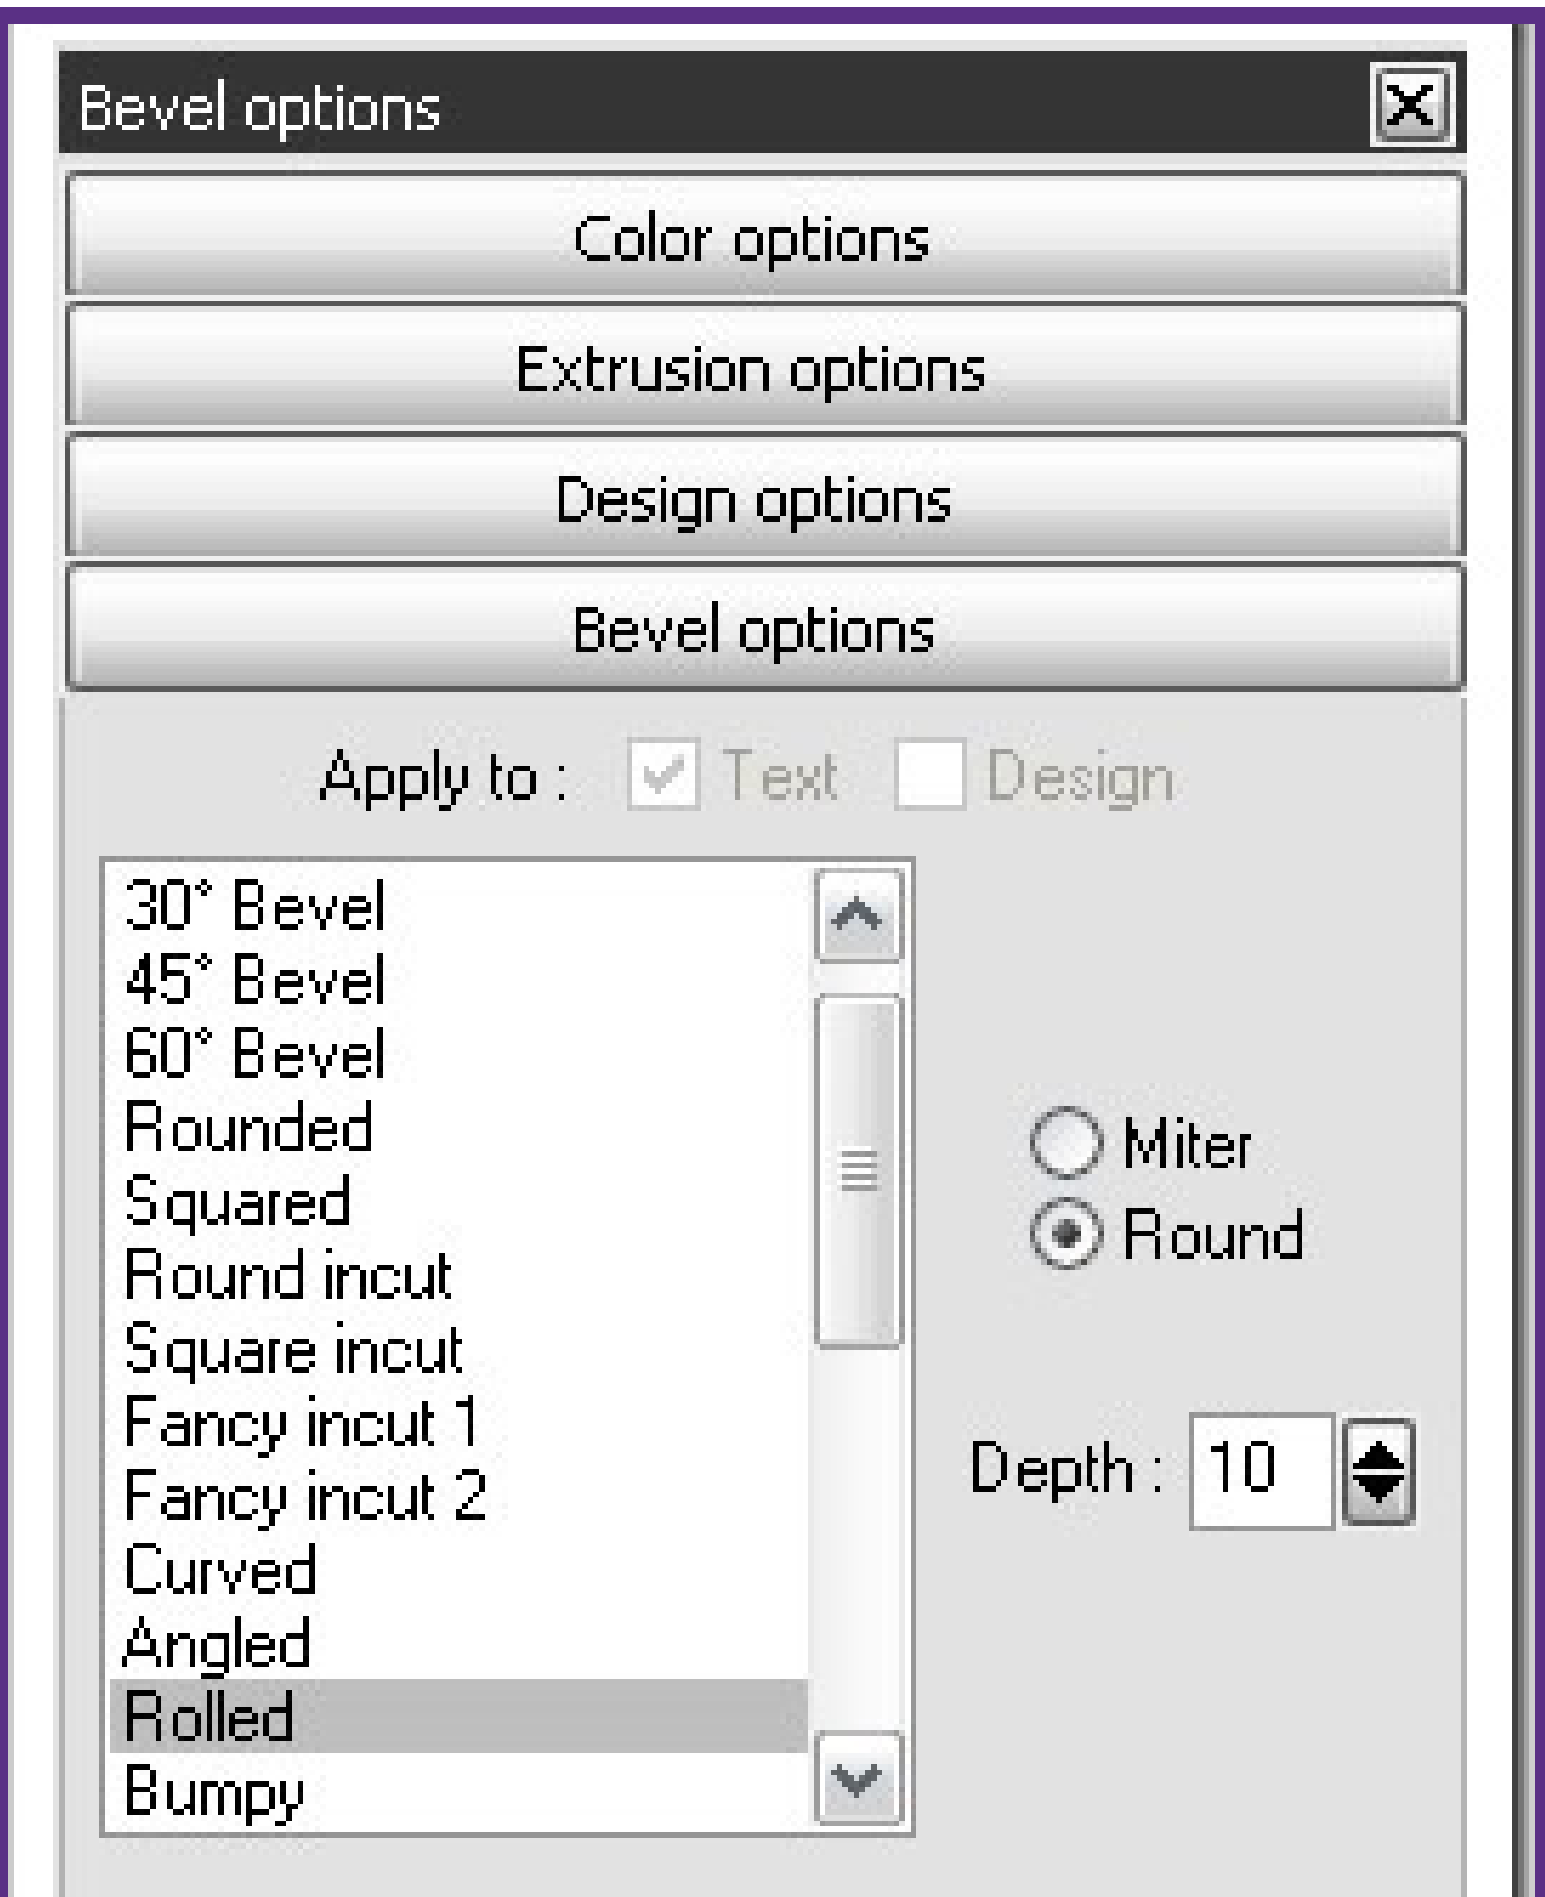 Bevel options
Color options
Extrusion options
Design options
Bevel options
Apply to : Text Design
30° Bevel
45° Bevel
60° Bevel
Rounded
Squared
Round incut
Square incut
Fancy incut 1
Fancy incut 2
Curved
Angled
Rolled
Bumpy
Miter
Round
Depth : 10